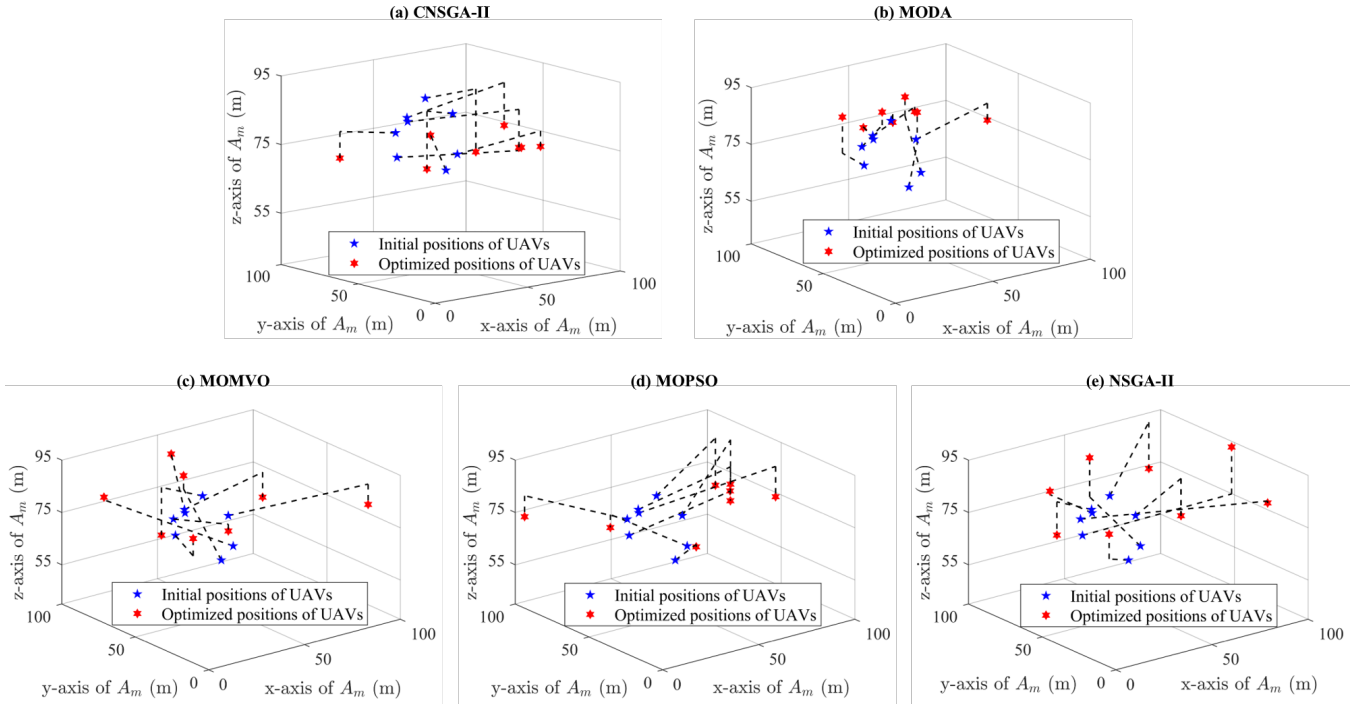 (a) CNSGA-II
95
75
55
100
50
0
0
50
100
z-axis of A_m (m)
y-axis of A_m (m)
x-axis of A_m (m)
Initial positions of UAVs
Optimized positions of UAVs
(b) MODA
95
75
55
100
50
0
0
50
100
z-axis of A_m (m)
y-axis of A_m (m)
x-axis of A_m (m)
Initial positions of UAVs
Optimized positions of UAVs
(c) MOMVO
95
75
55
100
50
0
0
50
100
z-axis of A_m (m)
y-axis of A_m (m)
x-axis of A_m (m)
Initial positions of UAVs
Optimized positions of UAVs
(d) MOPSO
95
75
55
100
50
0
0
50
100
z-axis of A_m (m)
y-axis of A_m (m)
x-axis of A_m (m)
Initial positions of UAVs
Optimized positions of UAVs
(e) NSGA-II
95
75
55
100
50
0
0
50
100
z-axis of A_m (m)
y-axis of A_m (m)
x-axis of A_m (m)
Initial positions of UAVs
Optimized positions of UAVs